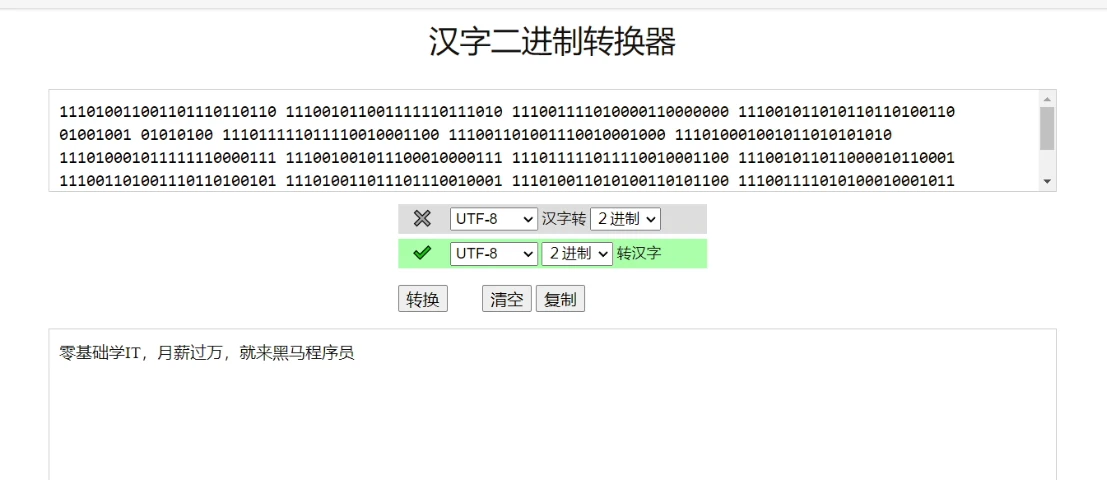 汉字二进制转换器
111010011001101110110110 111001011001111110111010 111001111010000110000000 111001011010110110100110
01001001 01010100 111011111011110010001100 111001101001110010001000 111010001001011010101010
111010001011111110000111 111001001011100010000111 111011111011110010001100 111001011011000010110001
111001101001110110100101 111010011011101110010001 111010011010100110101100 111001111010100010001011
UTF-8 汉字转 2进制
UTF-8 2进制 转汉字
转换 清空 复制
零基础学IT，月薪过万，就来黑马程序员